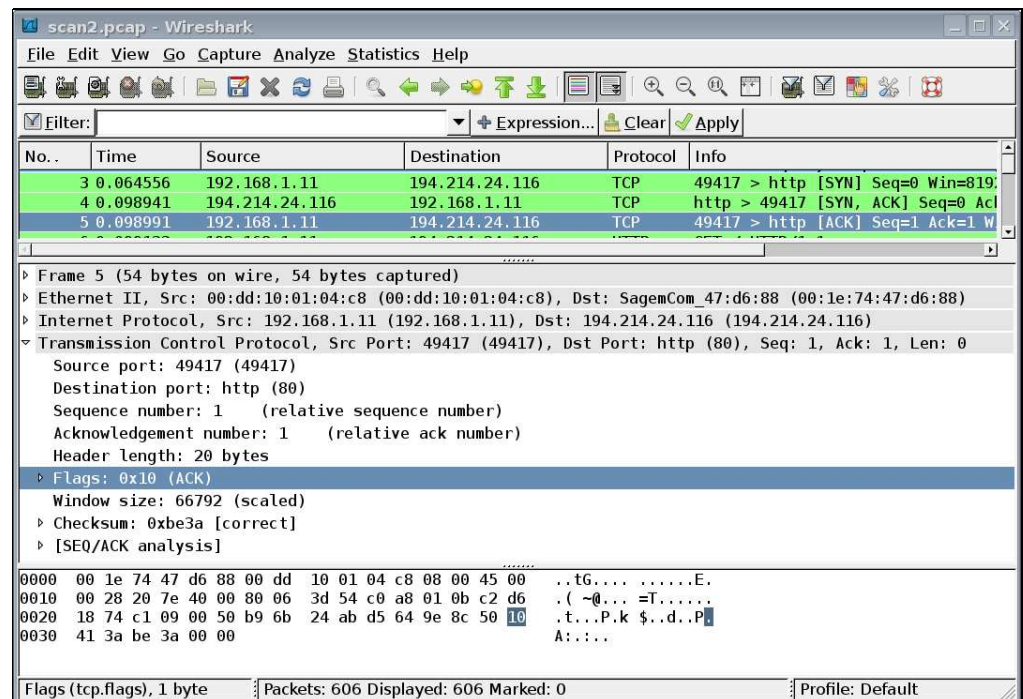 scan2.pcap - Wireshark
File Edit View Go Capture Analyze Statistics Help
Filter: Expression... Clear Apply
No.. Time Source Destination Protocol Info
3 0.064556 192.168.1.11 194.214.24.116 TCP 49417 > http [SYN] Seq=0 Win=819
4 0.098941 194.214.24.116 192.168.1.11 TCP http > 49417 [SYN, ACK] Seq=0 Ac
5 0.098991 192.168.1.11 194.214.24.116 TCP 49417 > http [ACK] Seq=1 Ack=1 W
Frame 5 (54 bytes on wire, 54 bytes captured)
Ethernet II, Src: 00:dd:10:01:04:c8 (00:dd:10:01:04:c8), Dst: SagemCom_47:d6:88 (00:1e:74:47:d6:88)
Internet Protocol, Src: 192.168.1.11 (192.168.1.11), Dst: 194.214.24.116 (194.214.24.116)
Transmission Control Protocol, Src Port: 49417 (49417), Dst Port: http (80), Seq: 1, Ack: 1, Len: 0
Source port: 49417 (49417)
Destination port: http (80)
Sequence number: 1 (relative sequence number)
Acknowledgement number: 1 (relative ack number)
Header length: 20 bytes
Flags: 0x10 (ACK)
Window size: 66792 (scaled)
Checksum: 0xbe3a [correct]
[SEQ/ACK analysis]
0000 00 1e 74 47 d6 88 00 dd 10 01 04 c8 08 00 45 00 ..tG.... ......E.
0010 00 28 20 7e 40 00 80 06 3d 54 c0 a8 01 0b c2 d6 .( ~@... =T......
0020 18 74 c1 09 00 50 b9 6b 24 ab d5 64 9e 8c 50 10 .t...P.k $..d..P.
0030 41 3a be 3a 00 00 A:.:..
Flags (tcp.flags), 1 byte Packets: 606 Displayed: 606 Marked: 0 Profile: Default